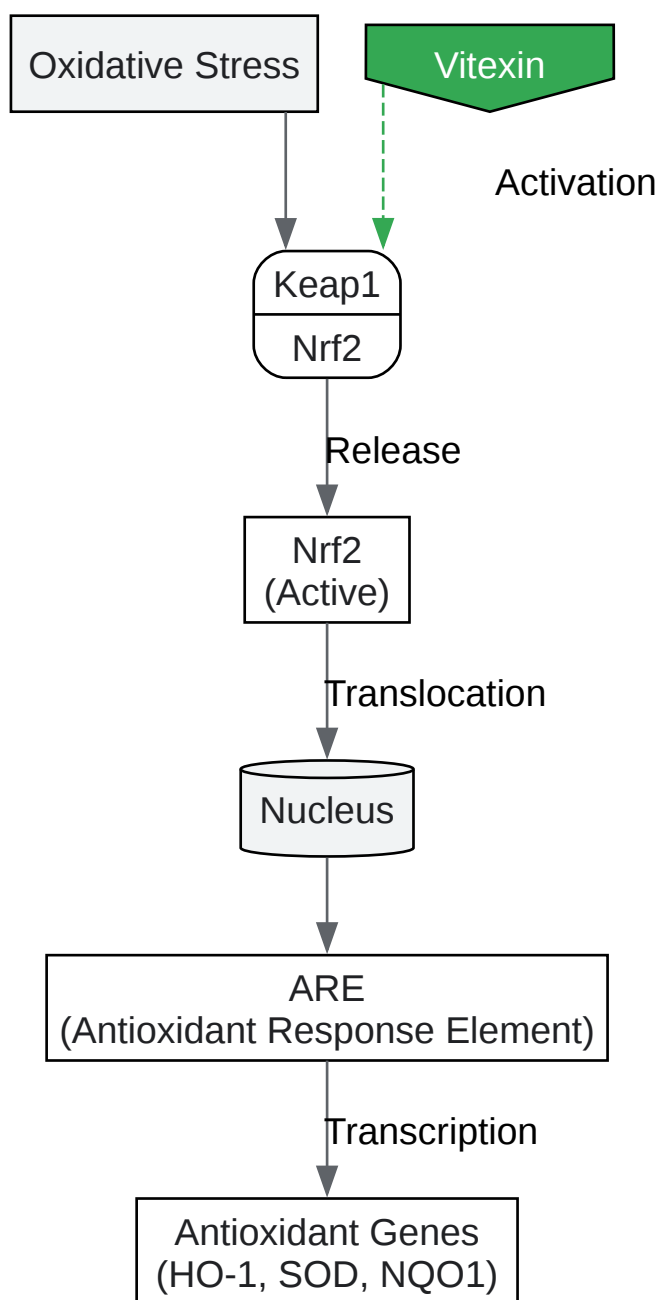 Oxidative Stress
Vitexin
Activation
Keap1
Nrf2
Release
Nrf2
(Active)
Translocation
Nucleus
ARE
(Antioxidant Response Element)
Transcription
Antioxidant Genes
(HO-1, SOD, NQO1)